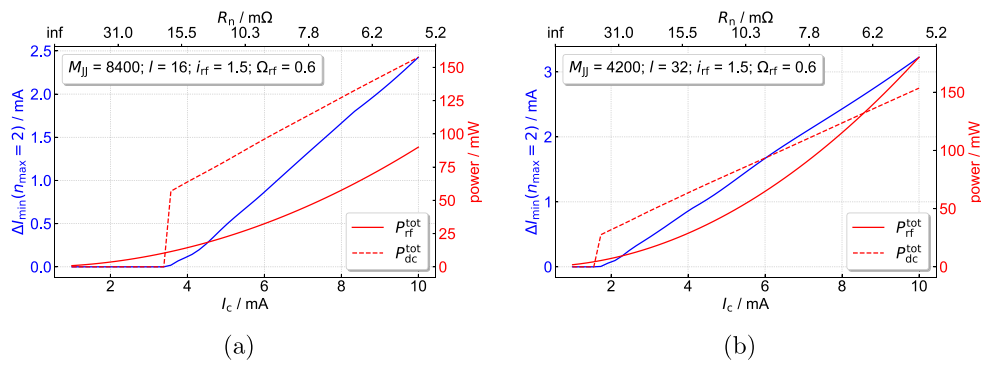 Rₙ / mΩ
inf 31.0 15.5 10.3 7.8 6.2 5.2
M_JJ = 8400; l = 16; i_rf = 1.5; Ω_rf = 0.6
ΔI_min(n_max = 2) / mA
2.5
2.0
1.5
1.0
0.5
0.0
150
125
100
75
50
25
0
power / mW
P_rf^tot
P_dc^tot
2 4 6 8 10
I_c / mA
(a)
Rₙ / mΩ
inf 31.0 15.5 10.3 7.8 6.2 5.2
M_JJ = 4200; l = 32; i_rf = 1.5; Ω_rf = 0.6
ΔI_min(n_max = 2) / mA
3
2
1
0
150
100
50
0
power / mW
P_rf^tot
P_dc^tot
2 4 6 8 10
I_c / mA
(b)